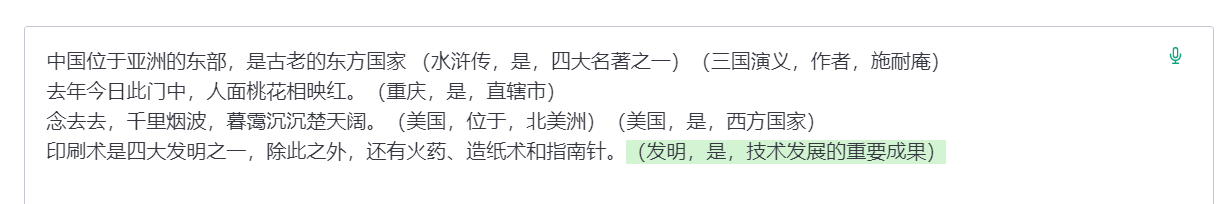 中国位于亚洲的东部，是古老的东方国家 （水浒传，是，四大名著之一）（三国演义，作者，施耐庵）
去年今日此门中，人面桃花相映红。（重庆，是，直辖市）
念去去，千里烟波，暮霭沉沉楚天阔。（美国，位于，北美洲）（美国，是，西方国家）
印刷术是四大发明之一，除此之外，还有火药、造纸术和指南针。（发明，是，技术发展的重要成果）